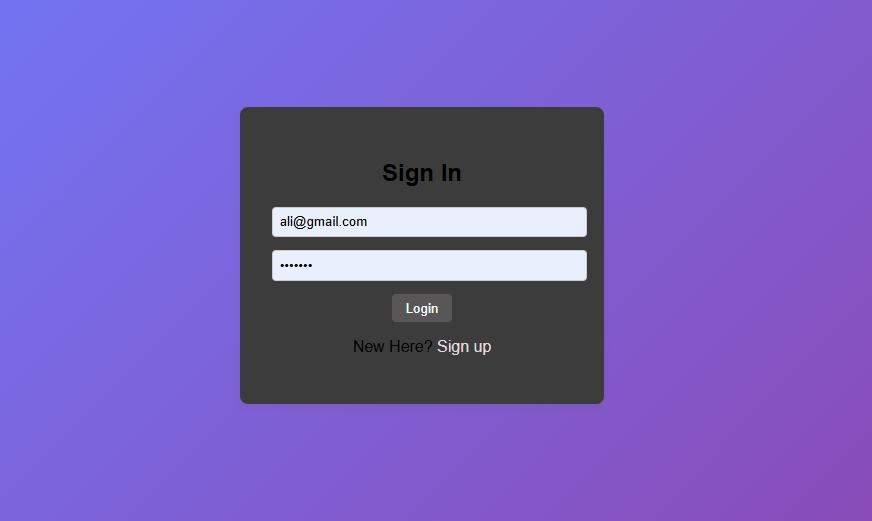 Sign In
ali@gmail.com
•••••••
Login
New Here? Sign up